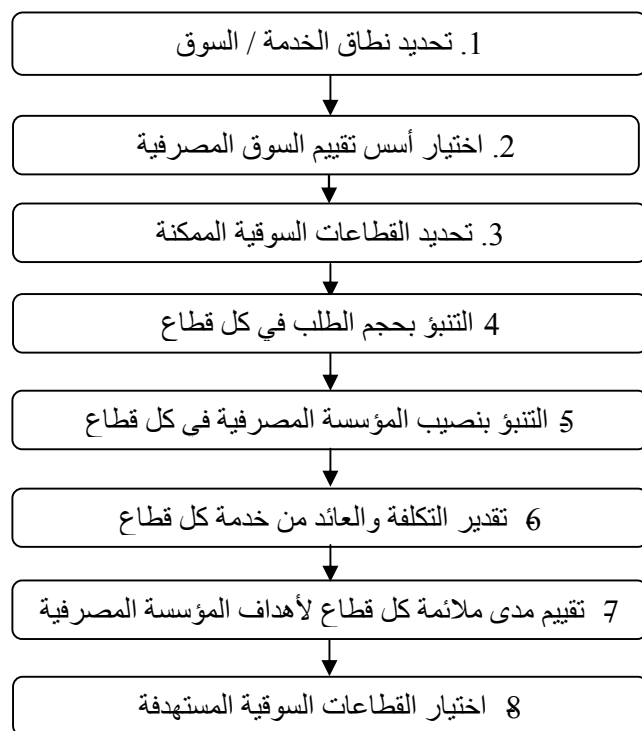 1. تحديد نطاق الخدمة / السوق
2. اختيار أسس تقييم السوق المصرفية
3. تحديد القطاعات السوقية الممكنة
4 التنبؤ بحجم الطلب في كل قطاع
5 التنبؤ بنصيب المؤسسة المصرفية في كل قطاع
6 تقدير التكلفة والعائد من خدمة كل قطاع
7 تقييم مدى ملائمة كل قطاع لأهداف المؤسسة المصرفية
8 اختيار القطاعات السوقية المستهدفة